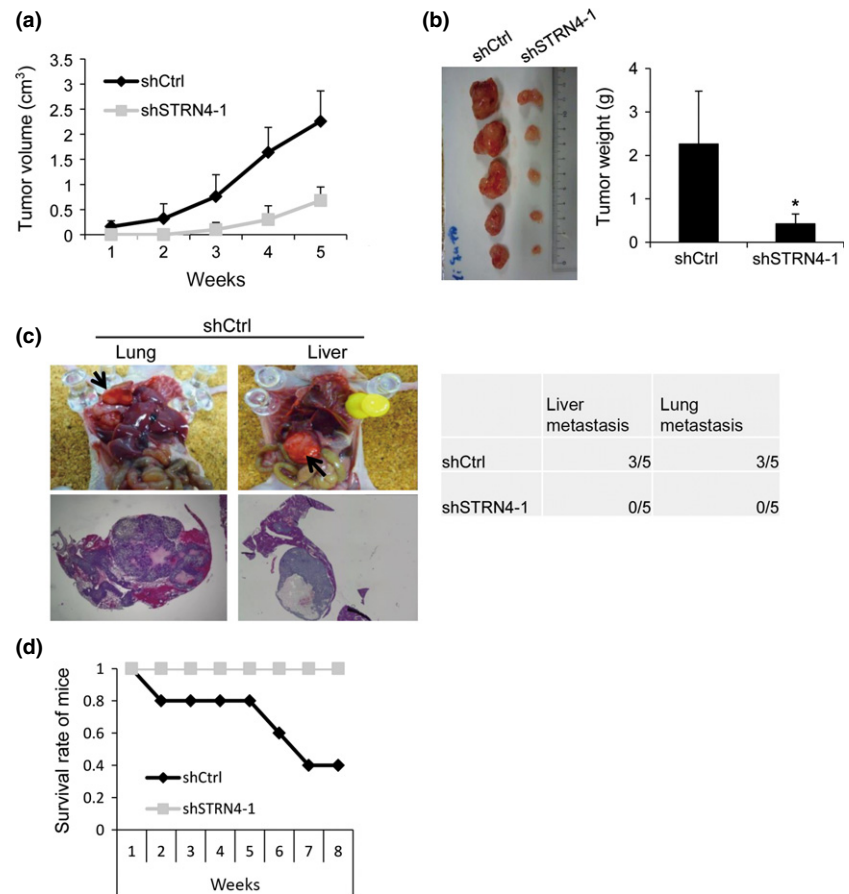 (a)
Tumor volume (cm³)
3.5
3
2.5
2
1.5
1
0.5
0
shCtrl
shSTRN4-1
1 2 3 4 5
Weeks
(b)
shCtrl
shSTRN4-1
Tumor weight (g)
4
3
2
1
0
*
shCtrl shSTRN4-1
(c)
shCtrl
Lung Liver
Liver metastasis Lung metastasis
shCtrl 3/5 3/5
shSTRN4-1 0/5 0/5
(d)
Survival rate of mice
1
0.8
0.6
0.4
0.2
0
shCtrl
shSTRN4-1
1 2 3 4 5 6 7 8
Weeks